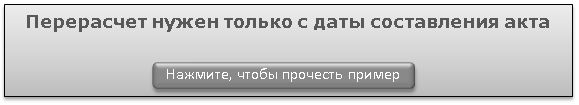 Перерасчет нужен только с даты составления акта
Нажмите, чтобы прочесть пример